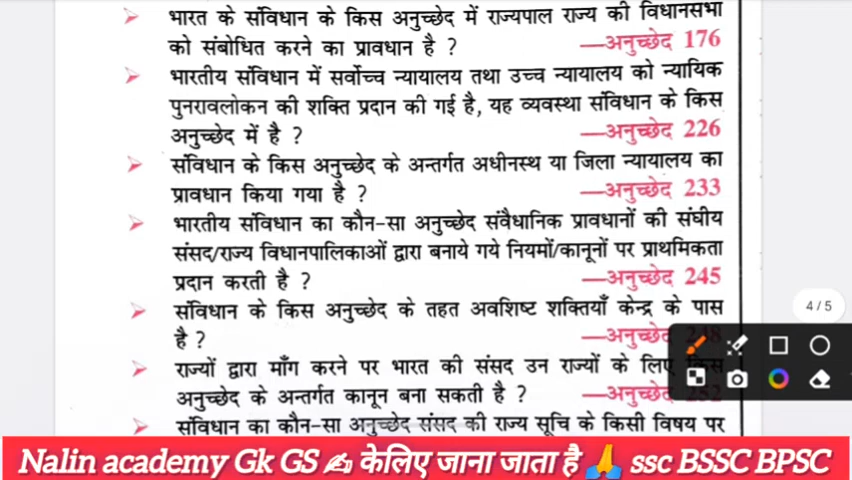 ➤ भारत के संविधान के किस अनुच्छेद में राज्यपाल राज्य की विधानसभा
को संबोधित करने का प्रावधान है ? —अनुच्छेद 176
➤ भारतीय संविधान में सर्वोच्च न्यायालय तथा उच्च न्यायालय को न्यायिक
पुनरावलोकन की शक्ति प्रदान की गई है, यह व्यवस्था संविधान के किस
अनुच्छेद में है ? —अनुच्छेद 226
➤ संविधान के किस अनुच्छेद के अन्तर्गत अधीनस्थ या जिला न्यायालय का
प्रावधान किया गया है ? —अनुच्छेद 233
➤ भारतीय संविधान का कौन-सा अनुच्छेद संवैधानिक प्रावधानों की संघीय
संसद/राज्य विधानपालिकाओं द्वारा बनाये गये नियमों/कानूनों पर प्राथमिकता
प्रदान करती है ? —अनुच्छेद 245
4/5
➤ संविधान के किस अनुच्छेद के तहत अवशिष्ट शक्तियाँ केन्द्र के पास
है ? —अनुच्छेद 248
➤ राज्यों द्वारा माँग करने पर भारत की संसद उन राज्यों के लिए किस
अनुच्छेद के अन्तर्गत कानून बना सकती है ? —अनुच्छेद 252
➤ संविधान का कौन-सा अनुच्छेद संसद की राज्य सूचि के किसी विषय पर
Nalin academy Gk GS ✍ केलिए जाना जाता है 🙏 ssc BSSC BPSC